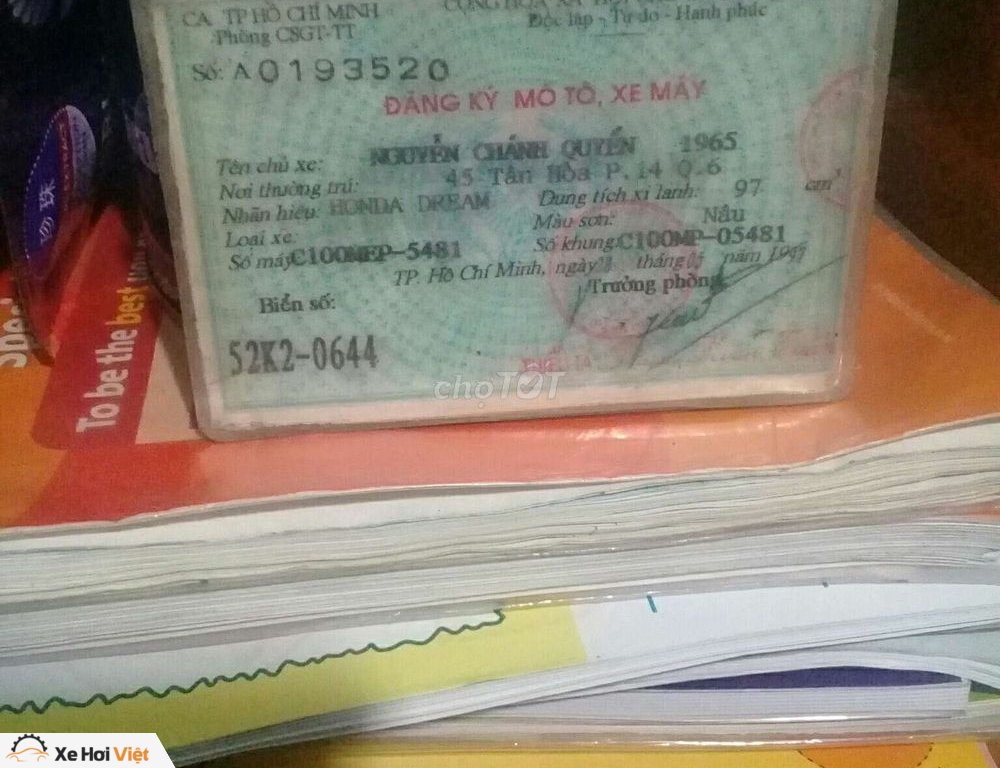 CA TP HỒ CHÍ MINH
Phòng CSGT-TT
Độc lập - Tự do - Hạnh phúc
Số: A0193520
ĐĂNG KÝ MÔ TÔ, XE MÁY
Tên chủ xe: NGUYỄN CHÁNH QUYỀN 1965
Nơi thường trú: 45 Tân Hòa P.14 Q.6
Nhãn hiệu: HONDA DREAM Dung tích xi lanh: 97 cm³
Loại xe: Màu sơn: Nâu
Số máy C100MEP-5481 Số khung: C100MP-05481
TP. Hồ Chí Minh, ngày tháng năm
Trưởng phòng
Biển số:
52K2-0644
chợTỐT
To be the best
Xe Hơi Việt